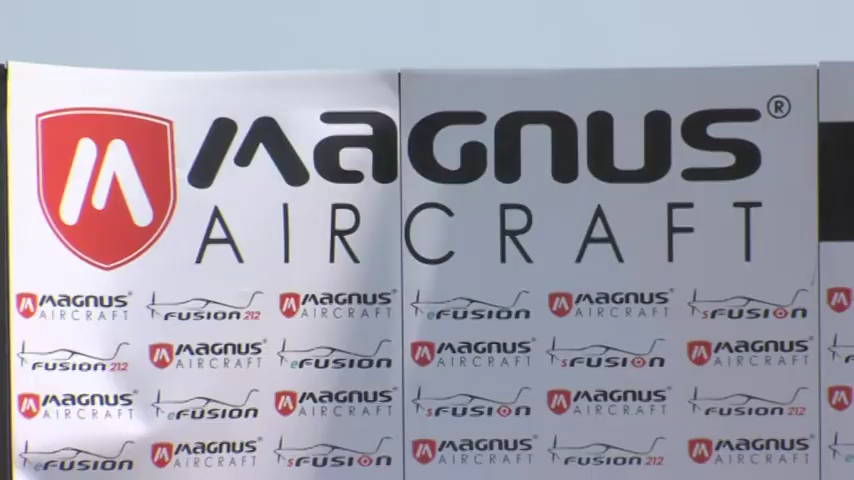 MAGNUS®
AIRCRAFT
MAGNUS® AIRCRAFT FUSION 212 MAGNUS® AIRCRAFT eFUSION MAGNUS® AIRCRAFT sFUSION
FUSION 212 MAGNUS® AIRCRAFT eFUSION MAGNUS® AIRCRAFT sFUSION MAGNUS® AIRCRAFT
MAGNUS® AIRCRAFT eFUSION MAGNUS® AIRCRAFT sFUSION MAGNUS® AIRCRAFT FUSION 212
eFUSION MAGNUS® AIRCRAFT sFUSION MAGNUS® AIRCRAFT FUSION 212 MAGNUS® AIRCRAFT